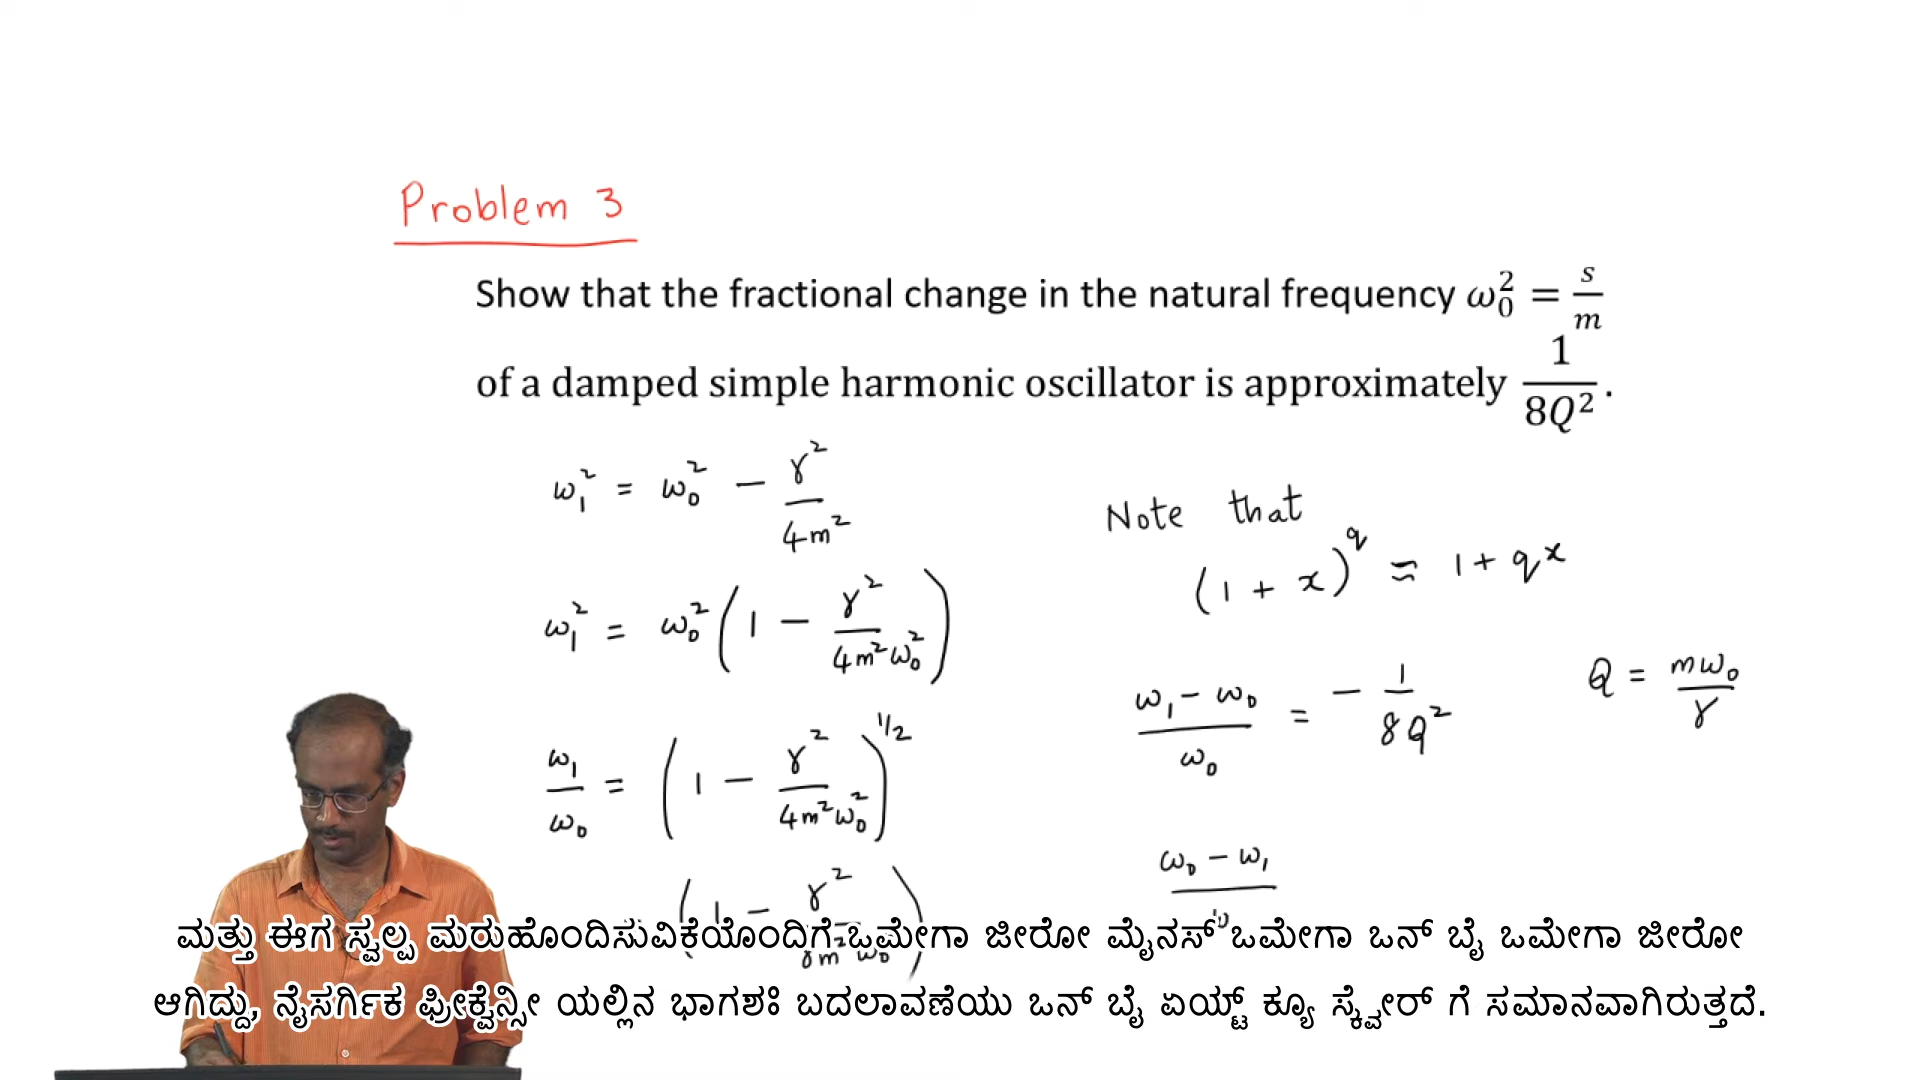 Problem 3
Show that the fractional change in the natural frequency ω₀² = s/m
of a damped simple harmonic oscillator is approximately 1/(8Q²).
ω₁² = ω₀² − γ²/(4m²)
ω₁² = ω₀² (1 − γ²/(4m²ω₀²))
ω₁/ω₀ = (1 − γ²/(4m²ω₀²))^(1/2)
(1 − γ²/(8m²ω₀²))
Note that
(1 + x)^q ≈ 1 + qx
(ω₁ − ω₀)/ω₀ = − 1/(8Q²)
Q = mω₀/γ
ω₀ − ω₁
ಮತ್ತು ಈಗ ಸ್ವಲ್ಪ ಮರುಹೊಂದಿಸುವಿಕೆಯೊಂದಿಗೆ ಒಮೇಗಾ ಜೀರೋ ಮೈನಸ್ ಒಮೇಗಾ ಒನ್ ಬೈ ಒಮೇಗಾ ಜೀರೋ
ಆಗಿದ್ದು, ನೈಸರ್ಗಿಕ ಫ್ರೀಕ್ವೆನ್ಸೀ ಯಲ್ಲಿನ ಭಾಗಶಃ ಬದಲಾವಣೆಯು ಒನ್ ಬೈ ಏಯ್ಟ್ ಕ್ಯೂ ಸ್ಕ್ವೇರ್ ಗೆ ಸಮಾನವಾಗಿರುತ್ತದೆ.